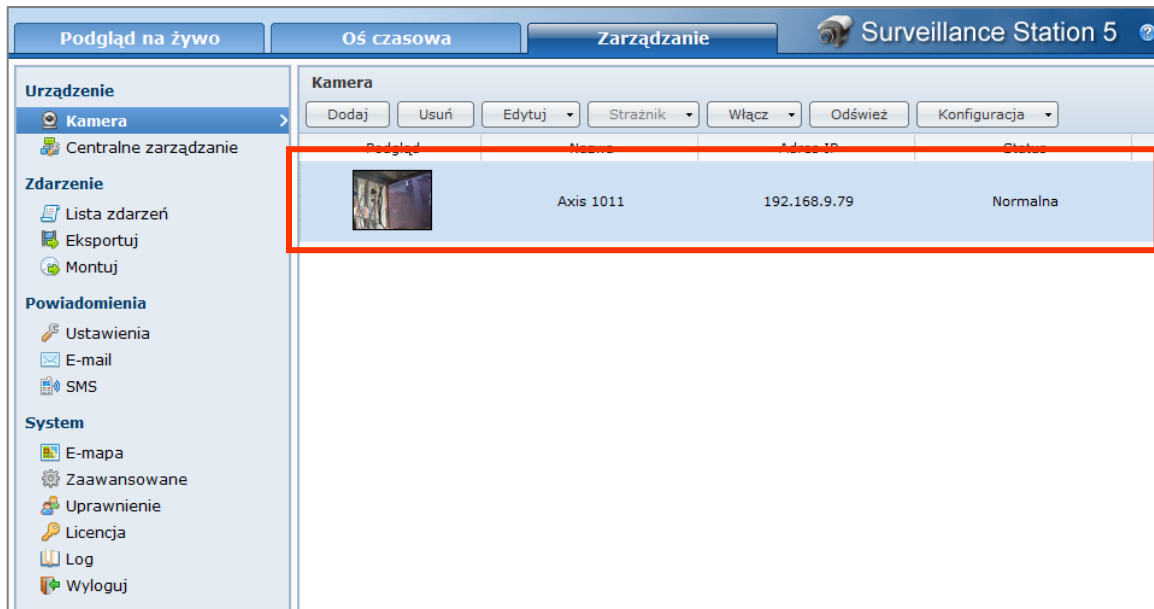 Podgląd na żywo Oś czasowa Zarządzanie Surveillance Station 5 ?
Urządzenie
Kamera
Centralne zarządzanie
Zdarzenie
Lista zdarzeń
Eksportuj
Montuj
Powiadomienia
Ustawienia
E-mail
SMS
System
E-mapa
Zaawansowane
Uprawnienie
Licencja
Log
Wyloguj
Kamera
Dodaj Usuń Edytuj Strażnik Włącz Odśwież Konfiguracja
Podgląd Nazwa Adres IP Status
Axis 1011 192.168.9.79 Normalna